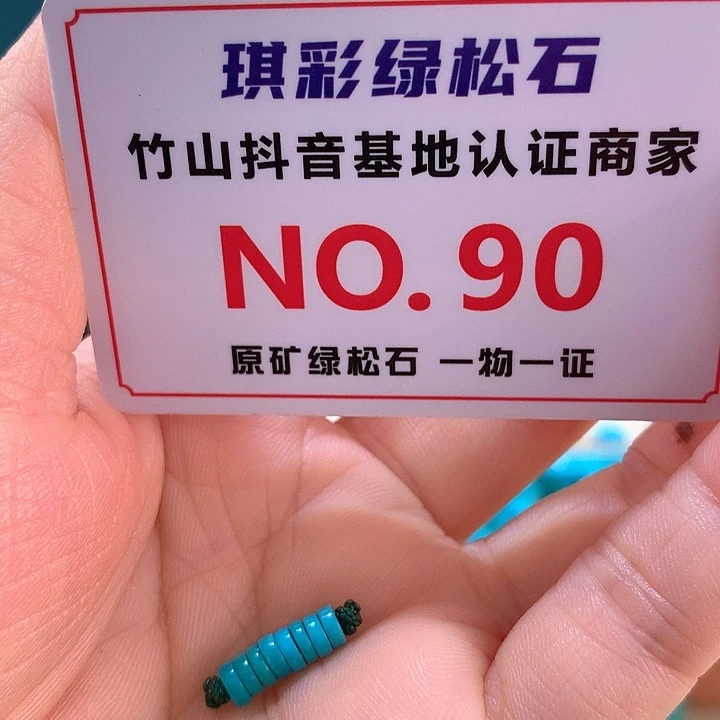 琪彩绿松石
竹山抖音基地认证商家
NO. 90
原矿绿松石 一物一证